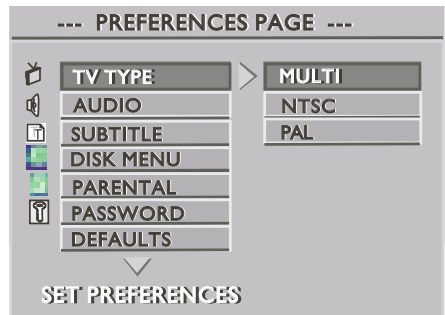 --- PREFERENCES PAGE ---
TV TYPE
AUDIO
SUBTITLE
DISK MENU
PARENTAL
PASSWORD
DEFAULTS
MULTI
NTSC
PAL
SET PREFERENCES